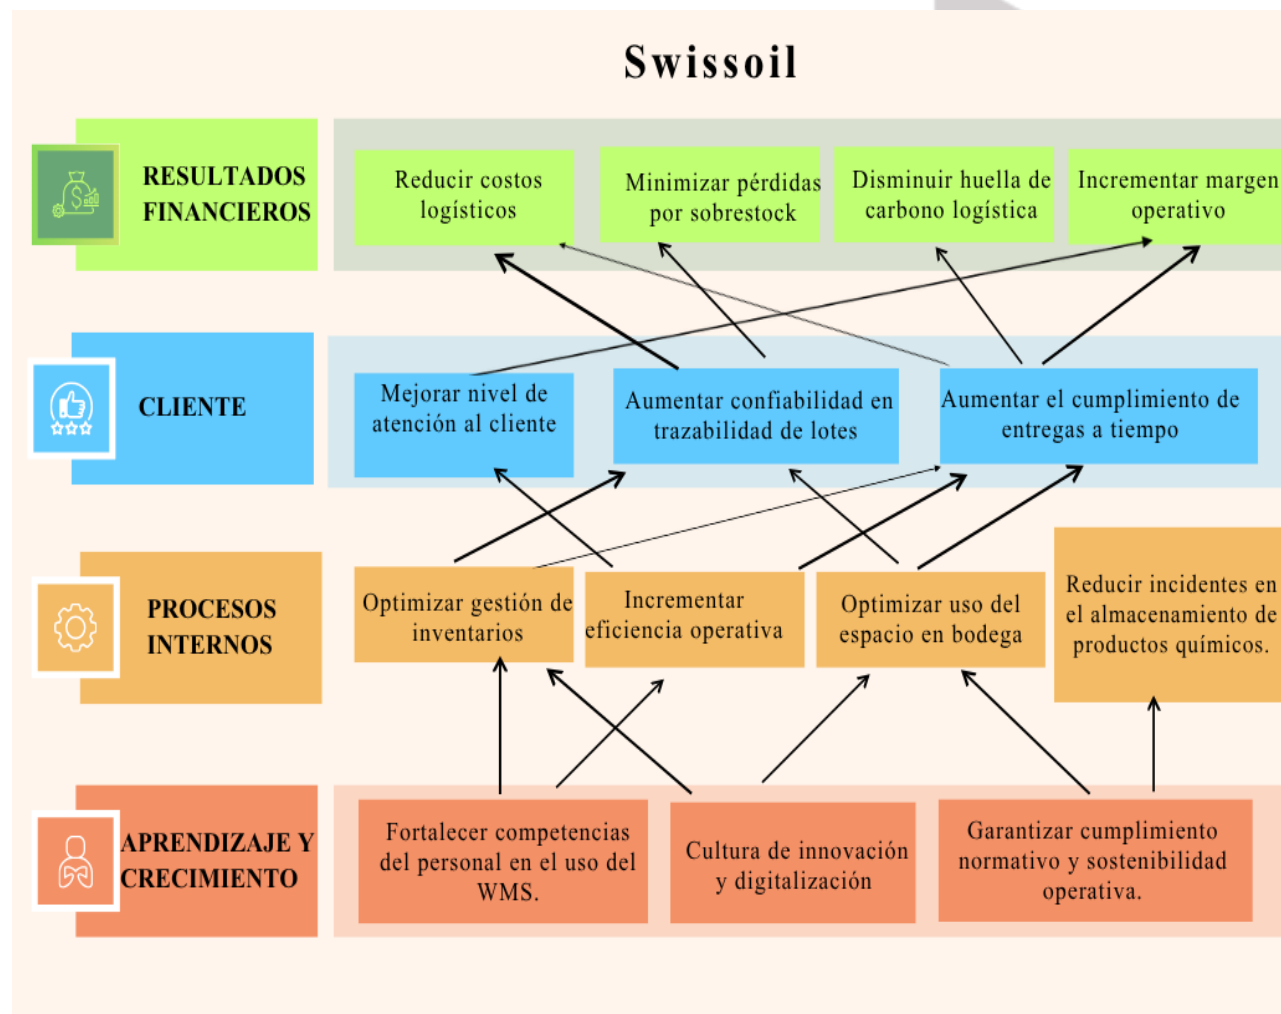 Swissoil
RESULTADOS
FINANCIEROS
Reducir costos
logísticos
Minimizar pérdidas
por sobrestock
Disminuir huella de
carbono logística
Incrementar margen
operativo
CLIENTE
Mejorar nivel de
atención al cliente
Aumentar confiabilidad en
trazabilidad de lotes
Aumentar el cumplimiento de
entregas a tiempo
PROCESOS
INTERNOS
Optimizar gestión de
inventarios
Incrementar
eficiencia operativa
Optimizar uso del
espacio en bodega
Reducir incidentes en
el almacenamiento de
productos químicos.
APRENDIZAJE Y
CRECIMIENTO
Fortalecer competencias
del personal en el uso del
WMS.
Cultura de innovación
y digitalización
Garantizar cumplimiento
normativo y sostenibilidad
operativa.